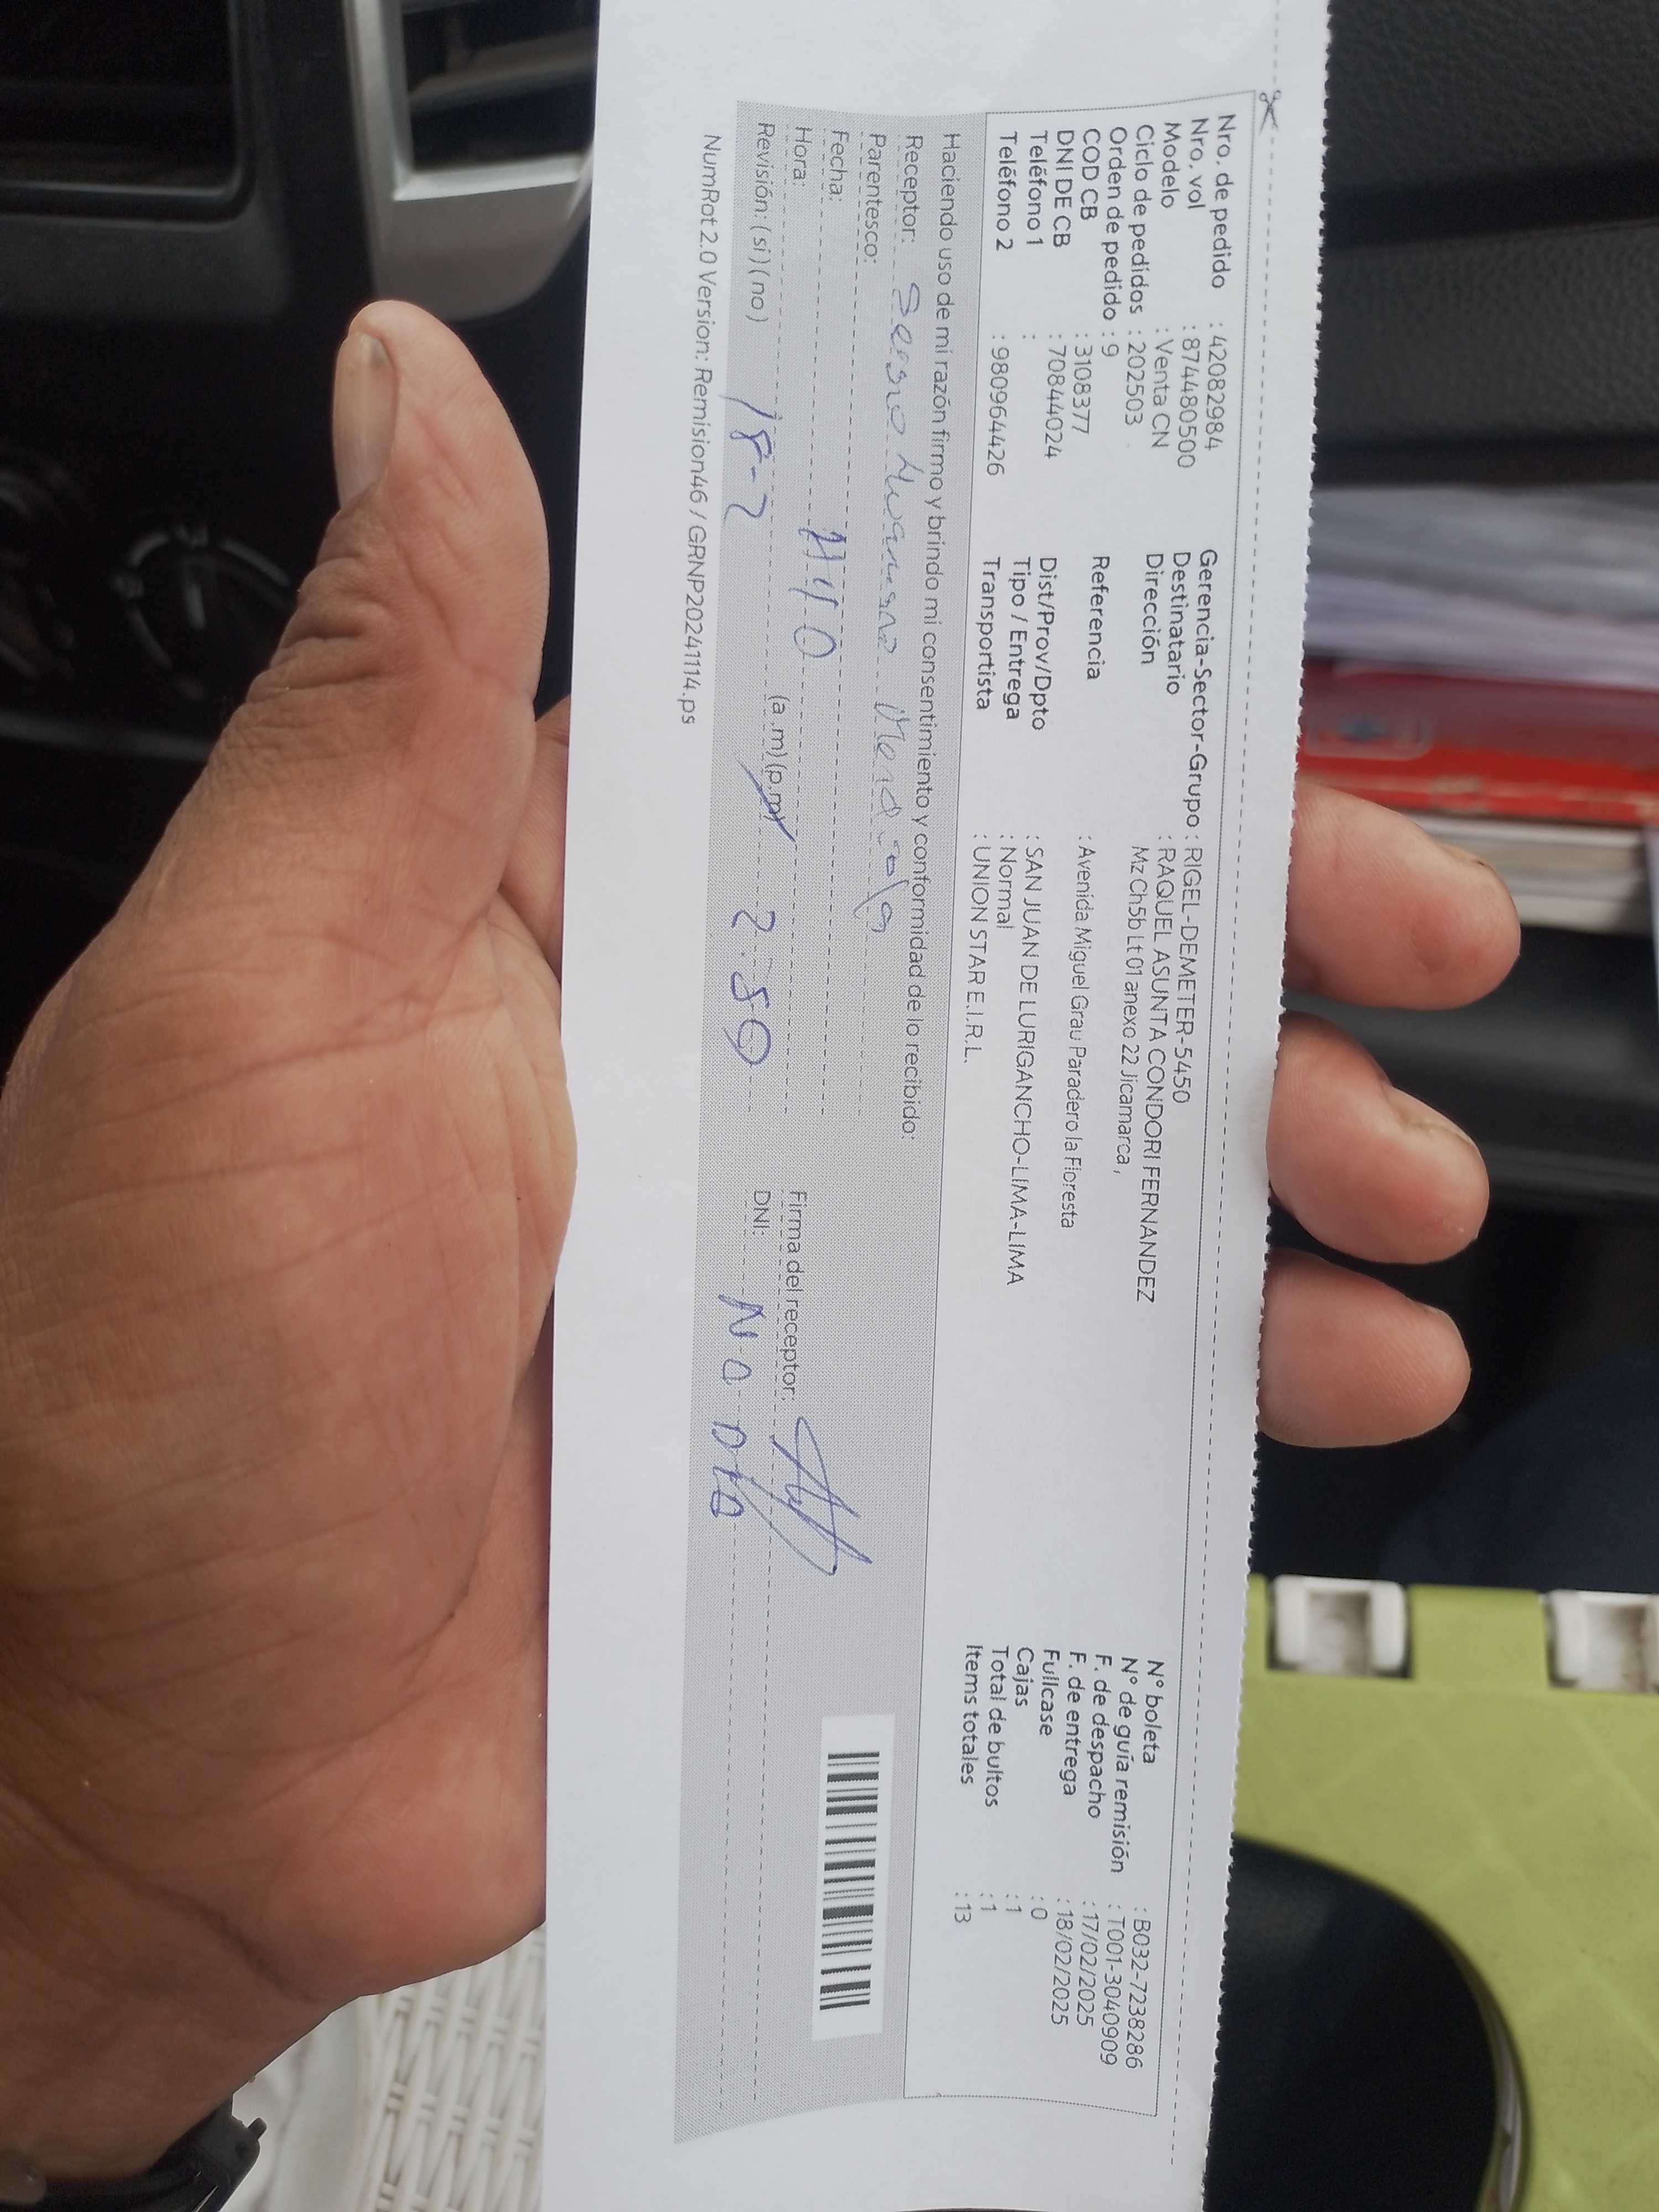 Nro. de pedido : 42082984
Nro. vol : 874480500
Modelo : Venta CN
Ciclo de pedidos : 202503
Orden de pedido : 9
COD CB : 3108377
DNI DE CB : 70844024
Teléfono 1 :
Teléfono 2 : 980964426
Gerencia-Sector-Grupo : RIGEL-DEMETER-5450
Destinatario : RAQUEL ASUNTA CONDORI FERNANDEZ
Dirección : Mz Ch5b Lt 01 anexo 22 Jicamarca ,
Referencia : Avenida Miguel Grau Paradero la Floresta
Dist/Prov/Dpto : SAN JUAN DE LURIGANCHO-LIMA-LIMA
Tipo / Entrega : Normal
Transportista : UNION STAR E.I.R.L.
N° boleta : B032-7238286
N° de guía remisión : T001-3040909
F. de despacho : 17/02/2025
F. de entrega : 18/02/2025
Fullcase : 0
Cajas : 1
Total de bultos : 1
Items totales : 13
Haciendo uso de mi razón firmo y brindo mi consentimiento y conformidad de lo recibido:
Receptor:
Parentesco:
Fecha:
Hora: (a.m)(p.m)
Revisión: (si)(no)
18-2 2 50
Firma del receptor:
DNI: NO
NumRot 2.0 Version: Remision46 / GRNP20241114.ps